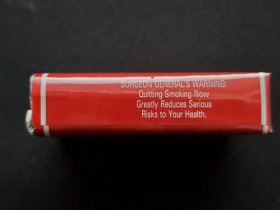 SURGEON GENERAL'S WARNING:
Quitting Smoking Now
Greatly Reduces Serious
Risks to Your Health.